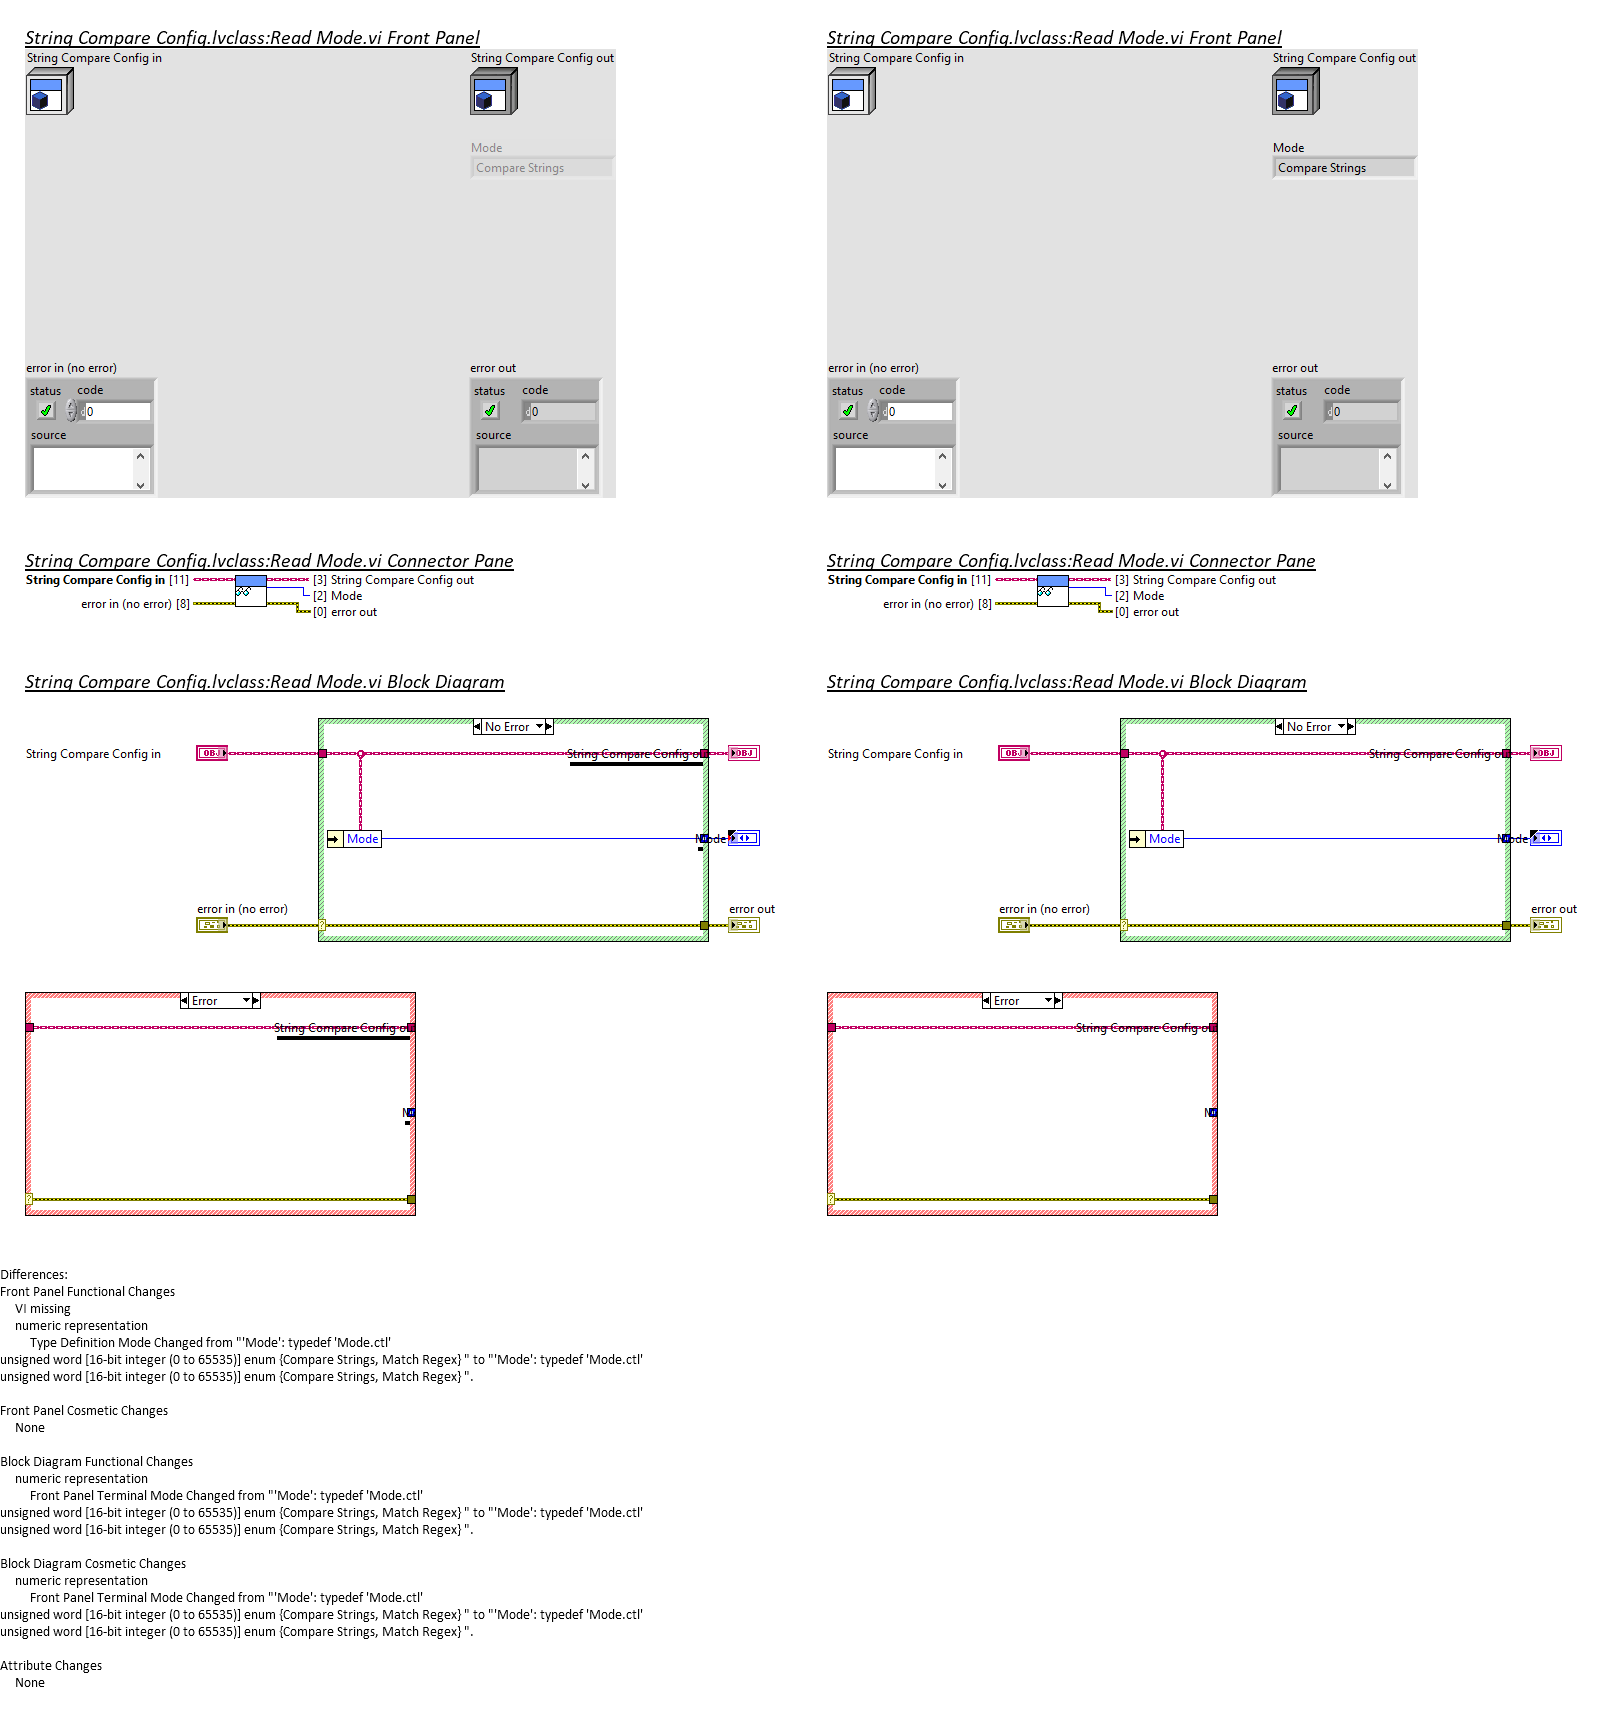 String Compare Config.lvclass:Read Mode.vi Front Panel
String Compare Config in
String Compare Config out
Mode
Compare Strings
error in (no error)
status code
0
source
error out
status code
0
source
String Compare Config.lvclass:Read Mode.vi Connector Pane
String Compare Config in [11]
error in (no error) [8]
[3] String Compare Config out
[2] Mode
[0] error out
String Compare Config.lvclass:Read Mode.vi Block Diagram
No Error
String Compare Config in
OBJ
String Compare Config o
OBJ
Mode
Mode
error in (no error)
error out
?
Error
String Compare Config o
?
String Compare Config.lvclass:Read Mode.vi Front Panel
String Compare Config in
String Compare Config out
Mode
Compare Strings
error in (no error)
status code
0
source
error out
status code
0
source
String Compare Config.lvclass:Read Mode.vi Connector Pane
String Compare Config in [11]
error in (no error) [8]
[3] String Compare Config out
[2] Mode
[0] error out
String Compare Config.lvclass:Read Mode.vi Block Diagram
No Error
String Compare Config in
OBJ
String Compare Config o
OBJ
Mode
Mode
error in (no error)
error out
?
Error
String Compare Config o
?
Differences:
Front Panel Functional Changes
VI missing
numeric representation
Type Definition Mode Changed from "'Mode': typedef 'Mode.ctl'
unsigned word [16-bit integer (0 to 65535)] enum {Compare Strings, Match Regex} " to "'Mode': typedef 'Mode.ctl'
unsigned word [16-bit integer (0 to 65535)] enum {Compare Strings, Match Regex} ".
Front Panel Cosmetic Changes
None
Block Diagram Functional Changes
numeric representation
Front Panel Terminal Mode Changed from "'Mode': typedef 'Mode.ctl'
unsigned word [16-bit integer (0 to 65535)] enum {Compare Strings, Match Regex} " to "'Mode': typedef 'Mode.ctl'
unsigned word [16-bit integer (0 to 65535)] enum {Compare Strings, Match Regex} ".
Block Diagram Cosmetic Changes
numeric representation
Front Panel Terminal Mode Changed from "'Mode': typedef 'Mode.ctl'
unsigned word [16-bit integer (0 to 65535)] enum {Compare Strings, Match Regex} " to "'Mode': typedef 'Mode.ctl'
unsigned word [16-bit integer (0 to 65535)] enum {Compare Strings, Match Regex} ".
Attribute Changes
None